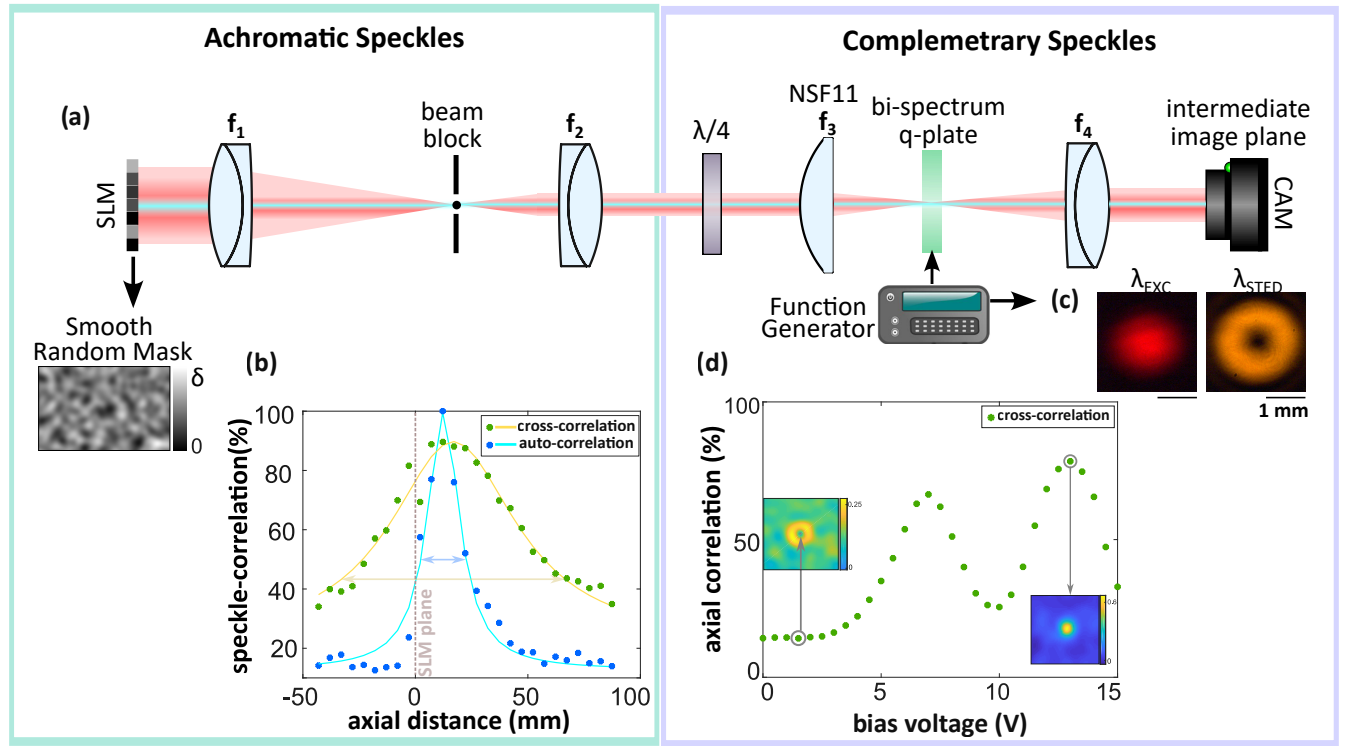 Achromatic Speckles
Complemetrary Speckles
(a)
SLM
f1
beam
block
f2
λ/4
NSF11
f3
bi-spectrum
q-plate
f4
intermediate
image plane
CAM
Smooth
Random Mask
δ
0
Function
Generator
(c)
λEXC
λSTED
1 mm
(b)
speckle-correlation(%)
100
80
60
40
20
cross-correlation
auto-correlation
SLM plane
-50
0
50
100
axial distance (mm)
(d)
axial correlation (%)
100
50
0
cross-correlation
0.25
0
0.6
0
0
5
10
15
bias voltage (V)